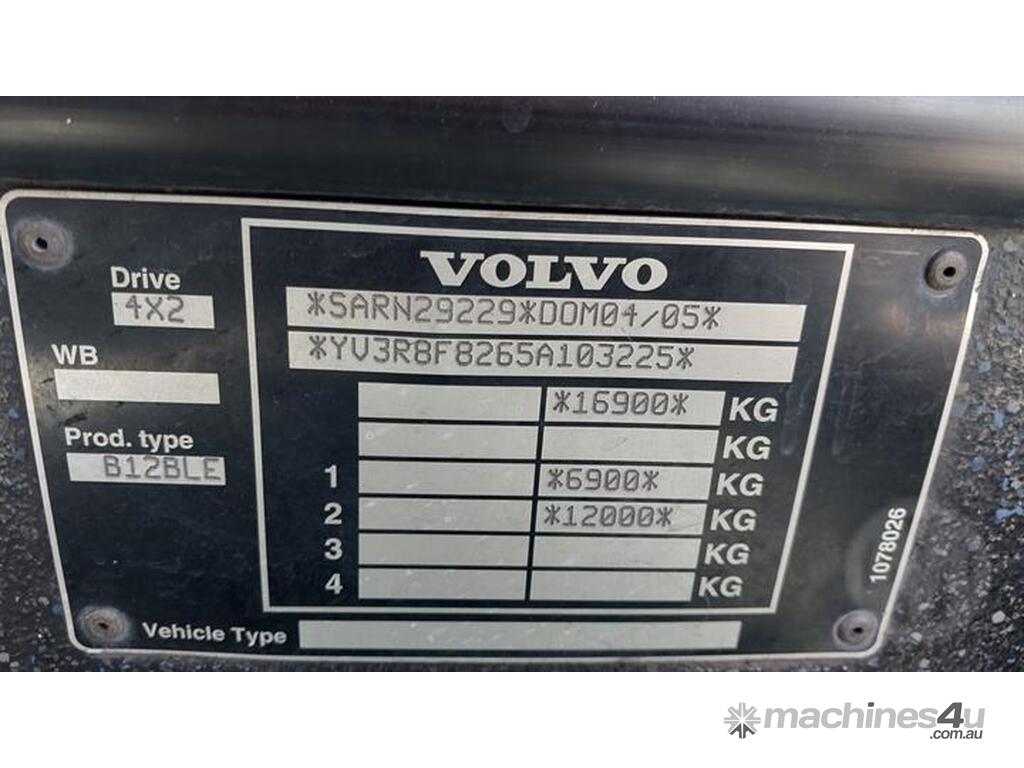 VOLVO
Drive
4X2
*SARN29229*DOM04/05*
*YV3R8F8265A103225*
WB
*16900* KG
KG
Prod. type
B12BLE
1 *6900* KG
2 *12000* KG
3 KG
4 KG
1078026
Vehicle Type
machines4u
.com.au